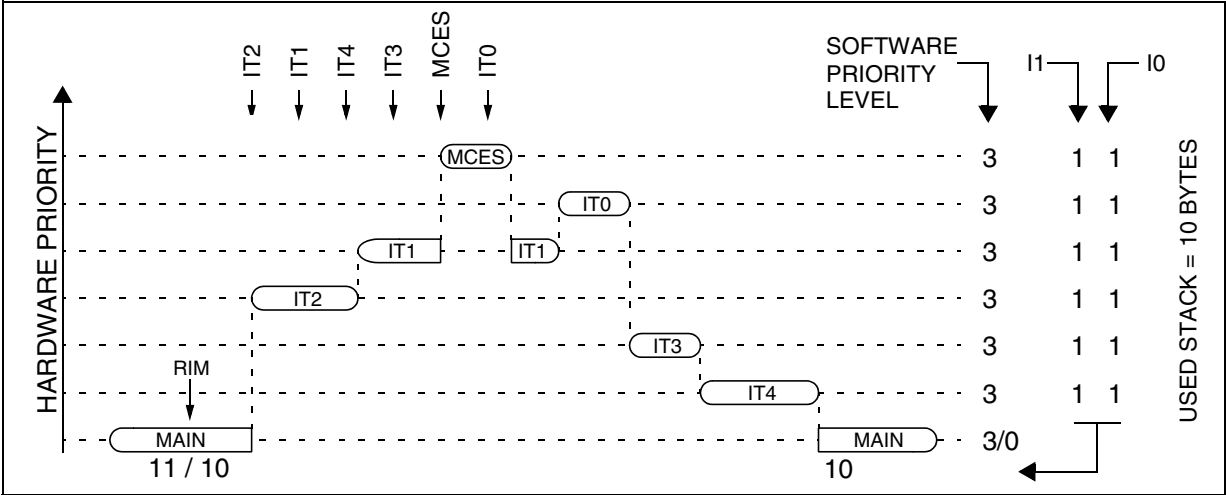 IT2
IT1
IT4
IT3
MCES
IT0
SOFTWARE
PRIORITY
LEVEL
I1
I0
HARDWARE PRIORITY
USED STACK = 10 BYTES
MCES
3
1 1
IT0
3
1 1
IT1
IT1
3
1 1
IT2
3
1 1
IT3
3
1 1
RIM
IT4
3
1 1
MAIN
MAIN
3/0
11 / 10
10